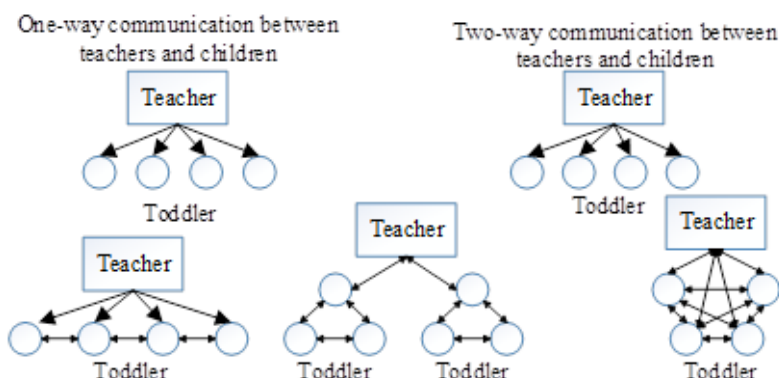 One-way communication between
teachers and children
Teacher
Toddler
Two-way communication between
teachers and children
Teacher
Toddler
Teacher
Toddler
Teacher
Toddler
Teacher
Toddler